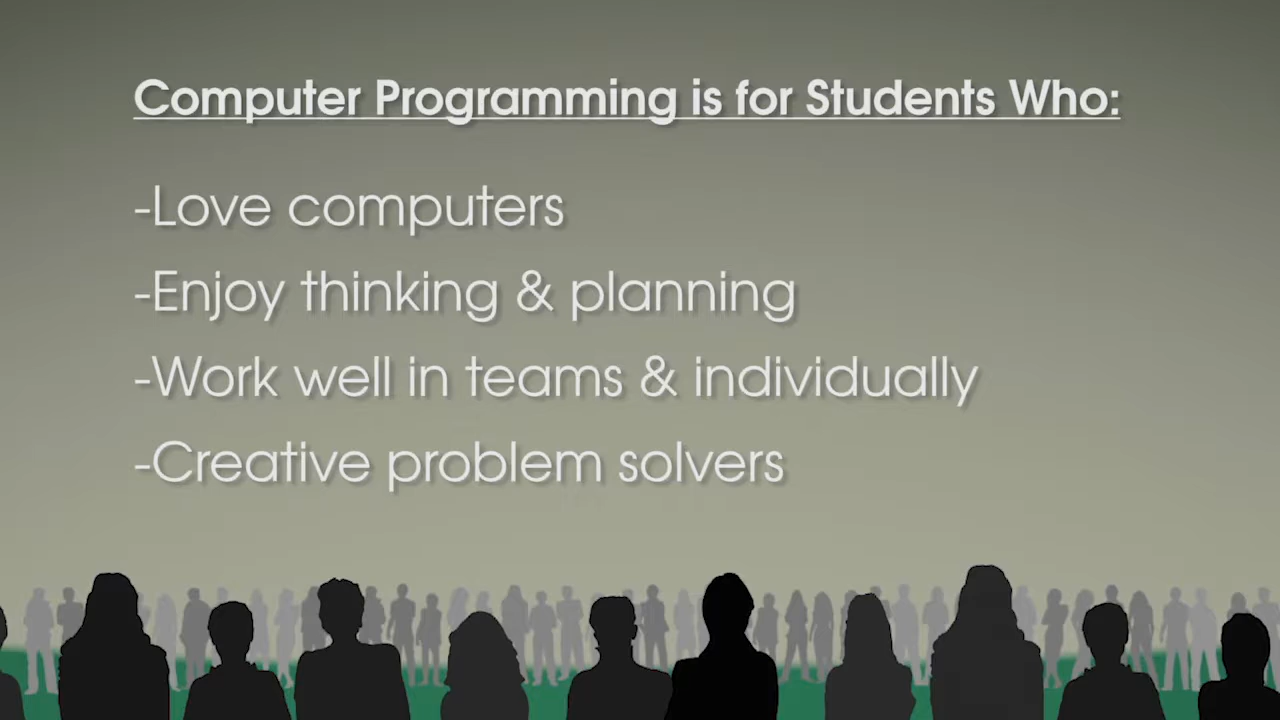 Computer Programming is for Students Who:
-Love computers
-Enjoy thinking & planning
-Work well in teams & individually
-Creative problem solvers